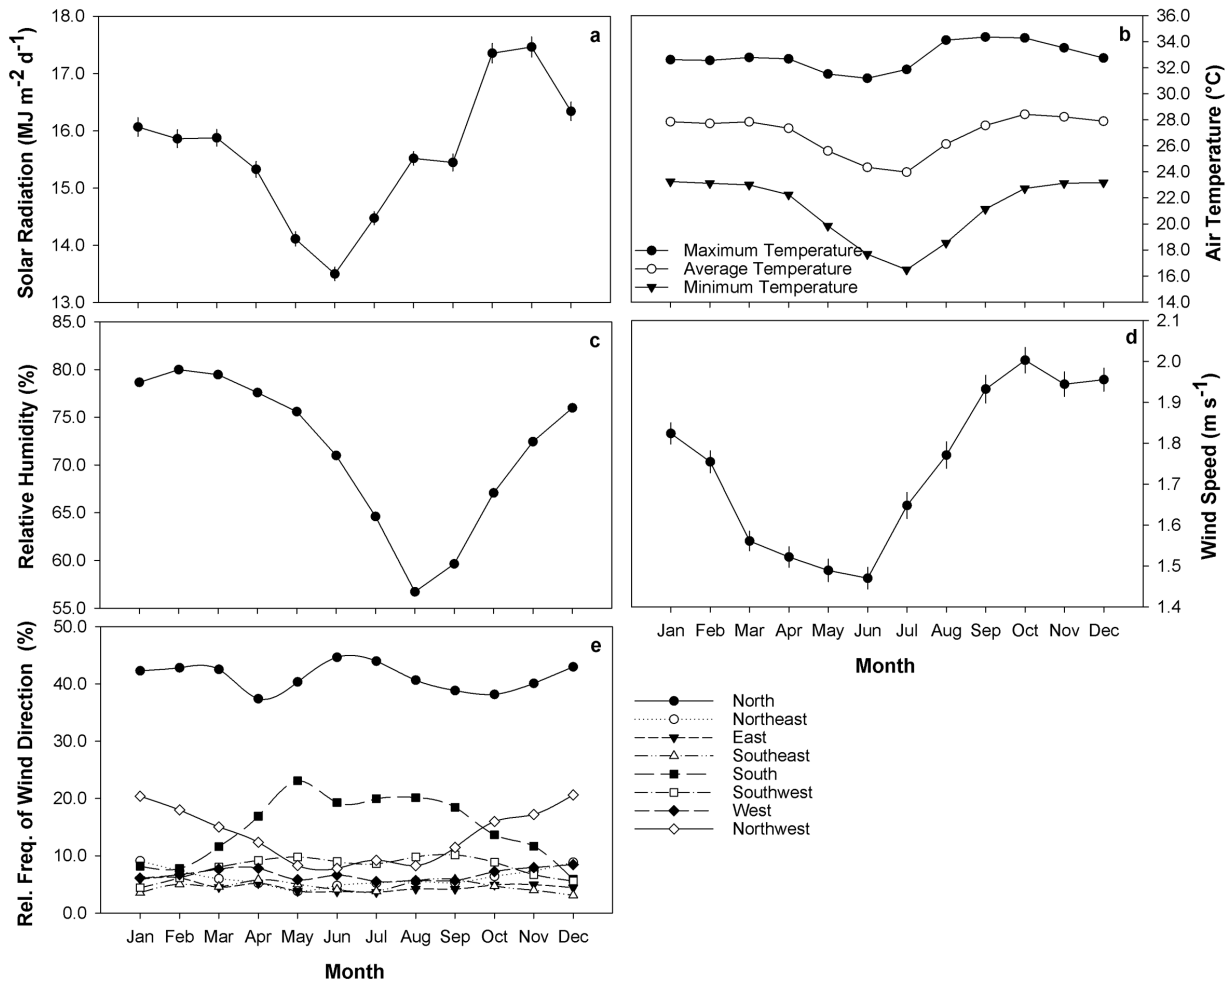 a
18.0
17.0
16.0
15.0
14.0
13.0
Solar Radiation (MJ m-2 d-1)
b
36.0
34.0
32.0
30.0
28.0
26.0
24.0
22.0
20.0
18.0
16.0
14.0
Air Temperature (°C)
Maximum Temperature
Average Temperature
Minimum Temperature
c
85.0
80.0
75.0
70.0
65.0
60.0
55.0
Relative Humidity (%)
d
2.1
2.0
1.9
1.8
1.7
1.6
1.5
1.4
Wind Speed (m s-1)
Jan Feb Mar Apr May Jun Jul Aug Sep Oct Nov Dec
Month
e
50.0
40.0
30.0
20.0
10.0
0.0
Rel. Freq. of Wind Direction (%)
Jan Feb Mar Apr May Jun Jul Aug Sep Oct Nov Dec
Month
North
Northeast
East
Southeast
South
Southwest
West
Northwest